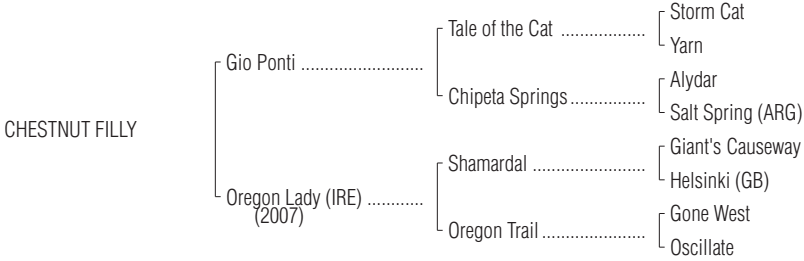 CHESTNUT FILLY
Gio Ponti ..........................
Oregon Lady (IRE) ............
(2007)
Tale of the Cat ..................
Chipeta Springs ................
Shamardal ........................
Oregon Trail ......................
Storm Cat
Yarn
Alydar
Salt Spring (ARG)
Giant's Causeway
Helsinki (GB)
Gone West
Oscillate